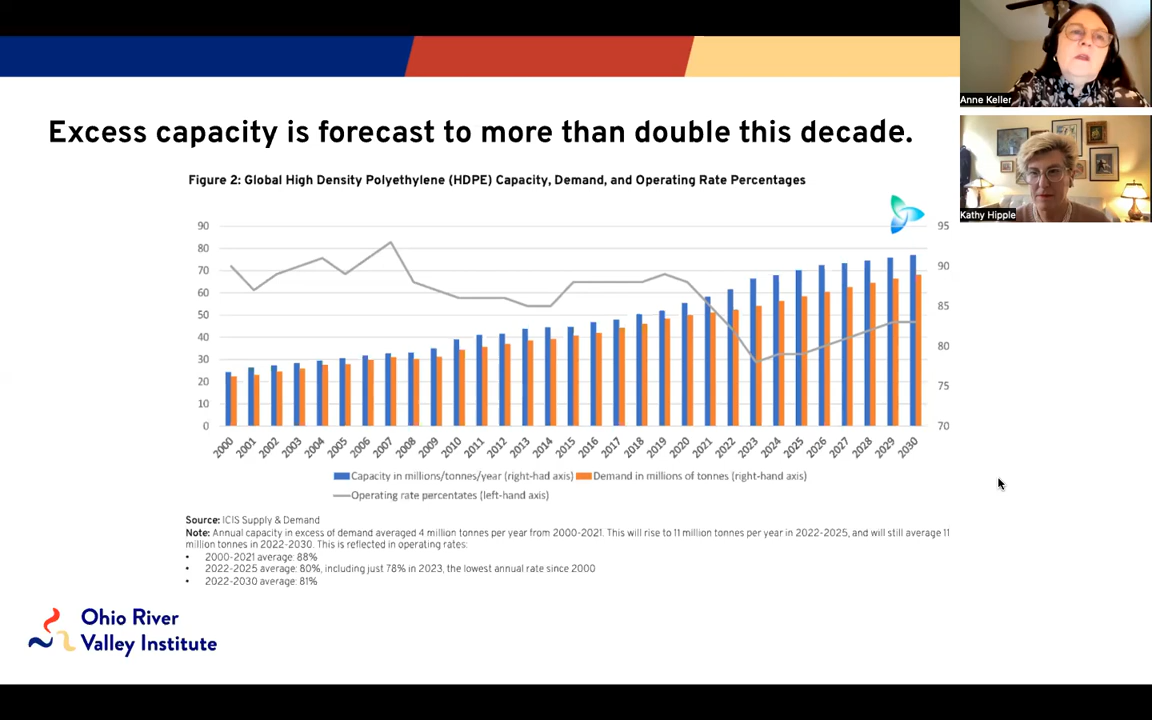 Anne Keller
Kathy Hipple
Excess capacity is forecast to more than double this decade.
Figure 2: Global High Density Polyethylene (HDPE) Capacity, Demand, and Operating Rate Percentages
90
80
70
60
50
40
30
20
10
0
95
90
85
80
75
70
2000 2001 2002 2003 2004 2005 2006 2007 2008 2009 2010 2011 2012 2013 2014 2015 2016 2017 2018 2019 2020 2021 2022 2023 2024 2025 2026 2027 2028 2029 2030
Capacity in millions/tonnes/year (right-had axis) Demand in millions of tonnes (right-hand axis)
Operating rate percentates (left-hand axis)
Source: ICIS Supply & Demand
Note: Annual capacity in excess of demand averaged 4 million tonnes per year from 2000-2021. This will rise to 11 million tonnes per year in 2022-2025, and will still average 11
million tonnes in 2022-2030. This is reflected in operating rates:
• 2000-2021 average: 88%
• 2022-2025 average: 80%, including just 78% in 2023, the lowest annual rate since 2000
• 2022-2030 average: 81%
Ohio River
Valley Institute